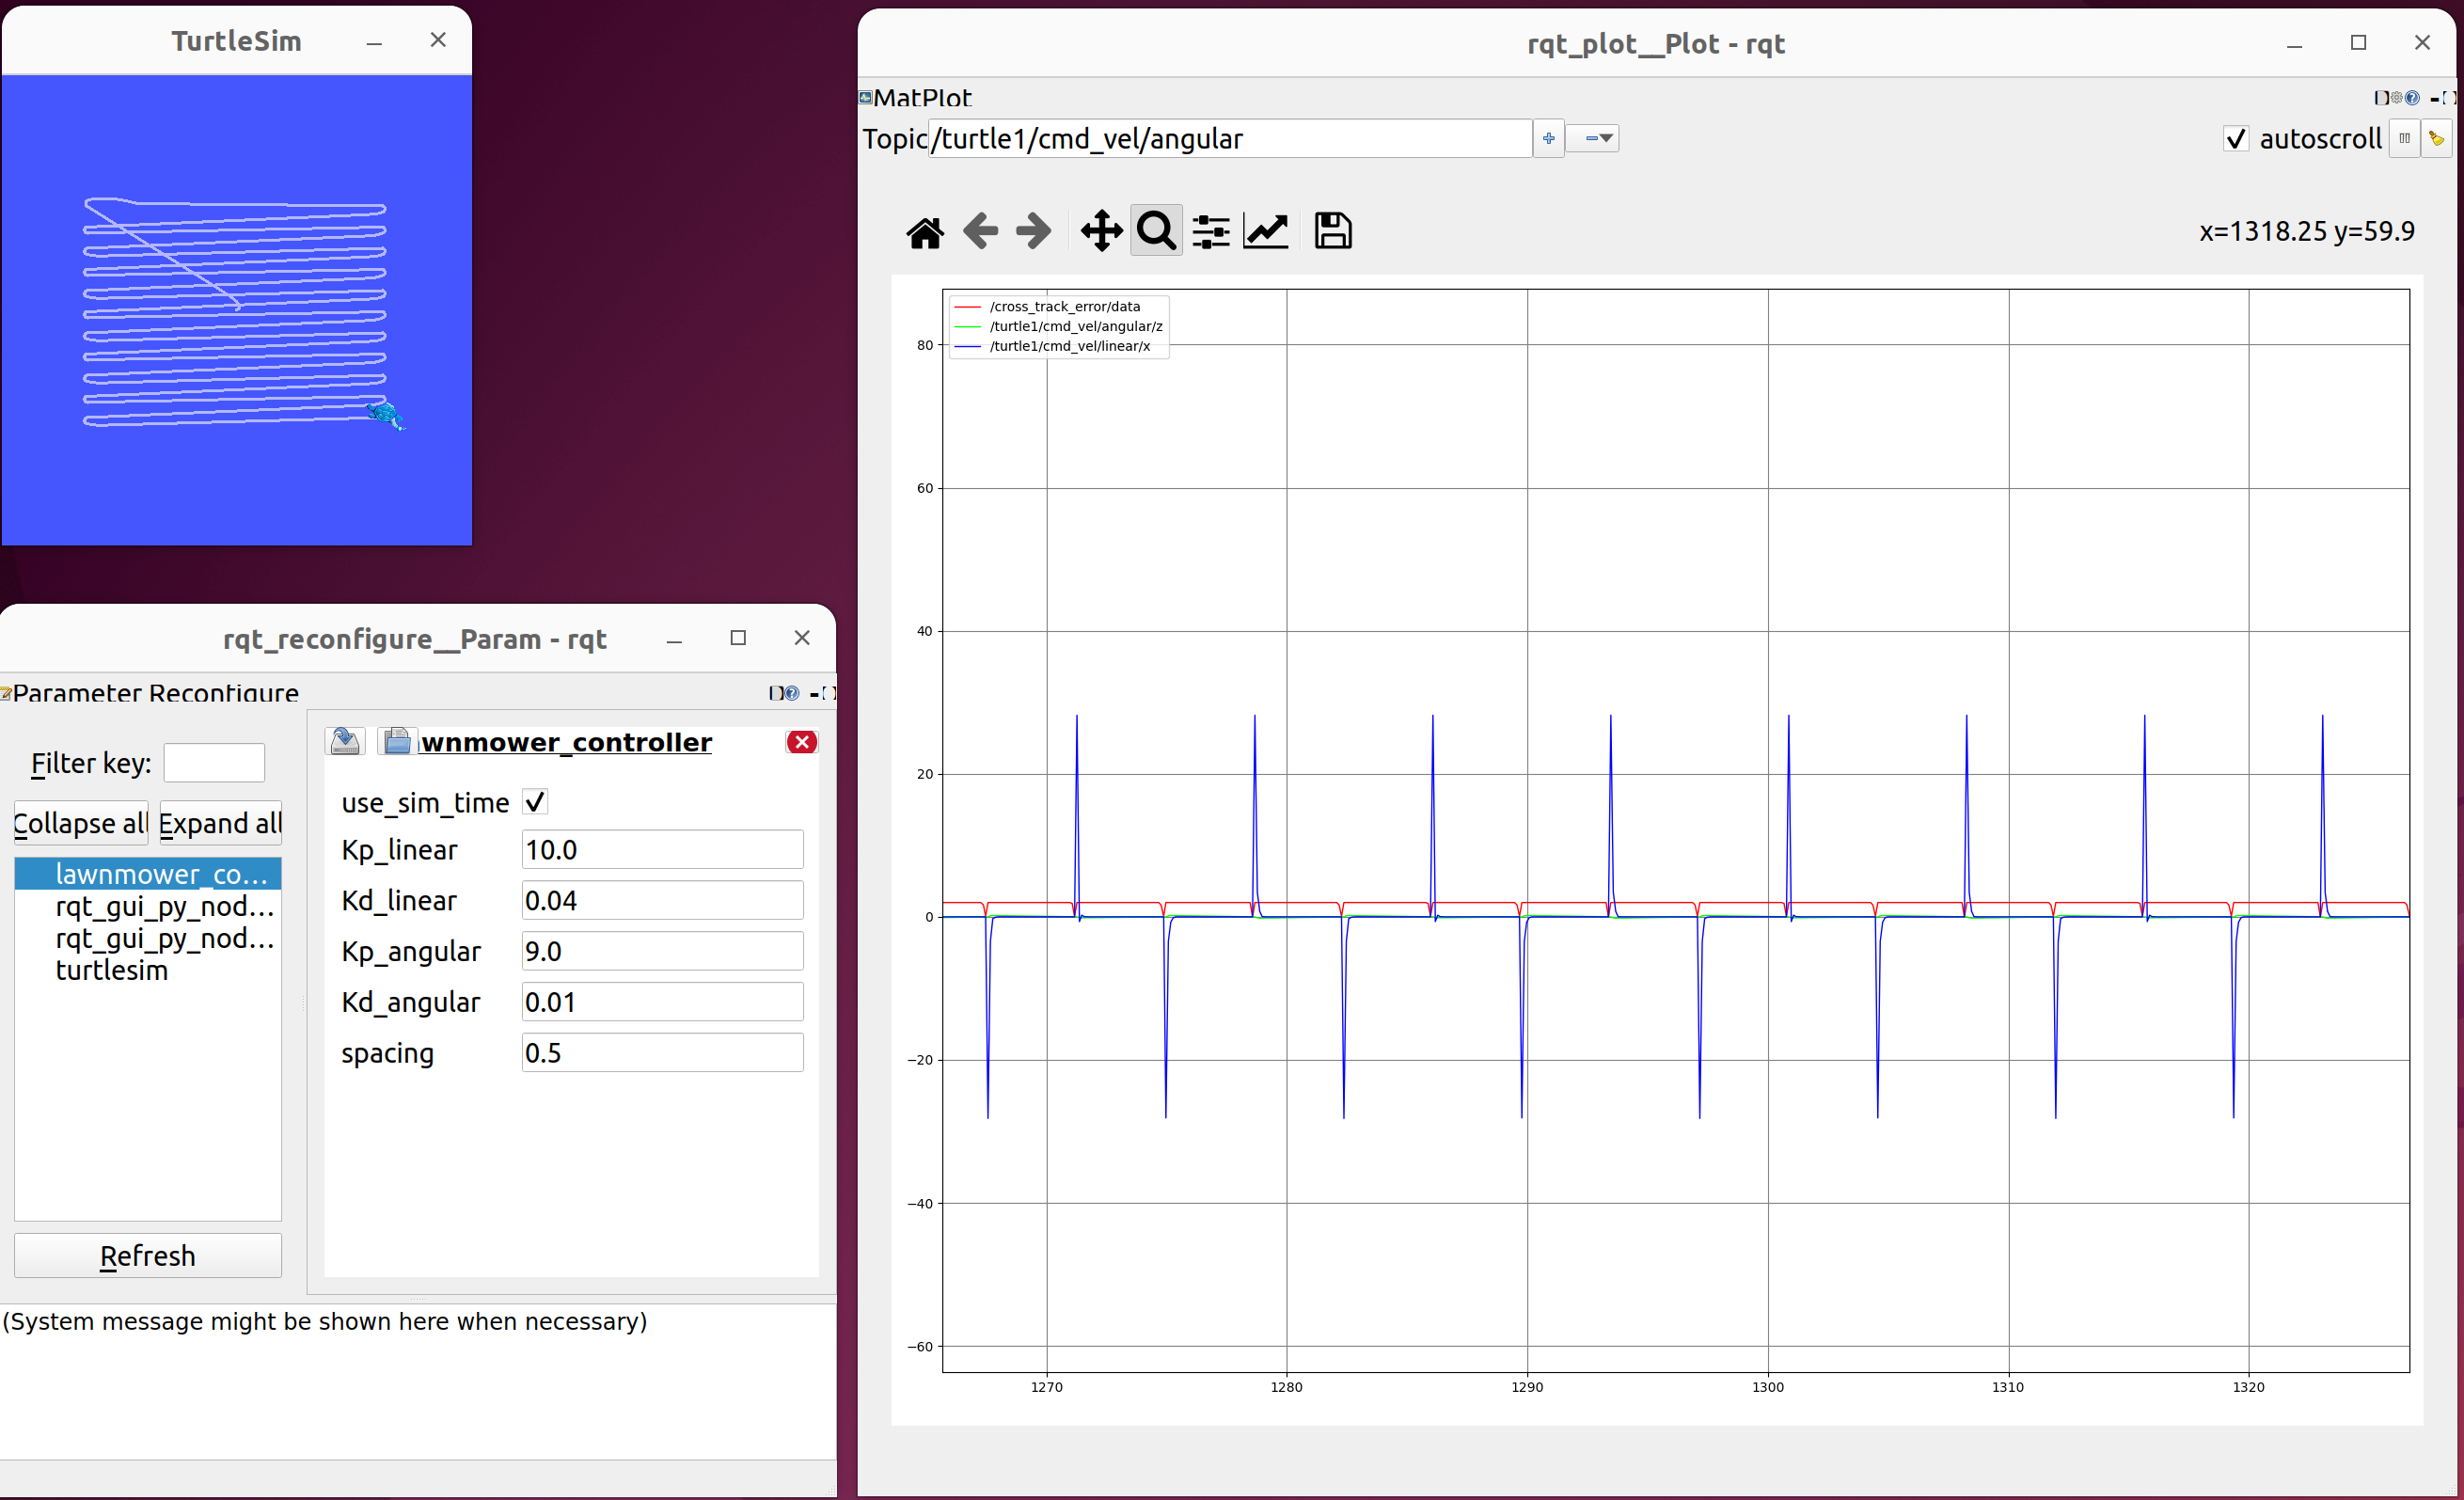 TurtleSim
rqt_plot__Plot - rqt
MatPlot
Topic /turtle1/cmd_vel/angular
autoscroll
x=1318.25 y=59.9
/cross_track_error/data
/turtle1/cmd_vel/angular/z
/turtle1/cmd_vel/linear/x
80
60
40
20
0
−20
−40
−60
1270
1280
1290
1300
1310
1320
rqt_reconfigure__Param - rqt
Parameter Reconfigure
Filter key:
Collapse all
Expand all
lawnmower_co...
rqt_gui_py_nod...
rqt_gui_py_nod...
turtlesim
Refresh
wnmower_controller
use_sim_time
Kp_linear 10.0
Kd_linear 0.04
Kp_angular 9.0
Kd_angular 0.01
spacing 0.5
(System message might be shown here when necessary)